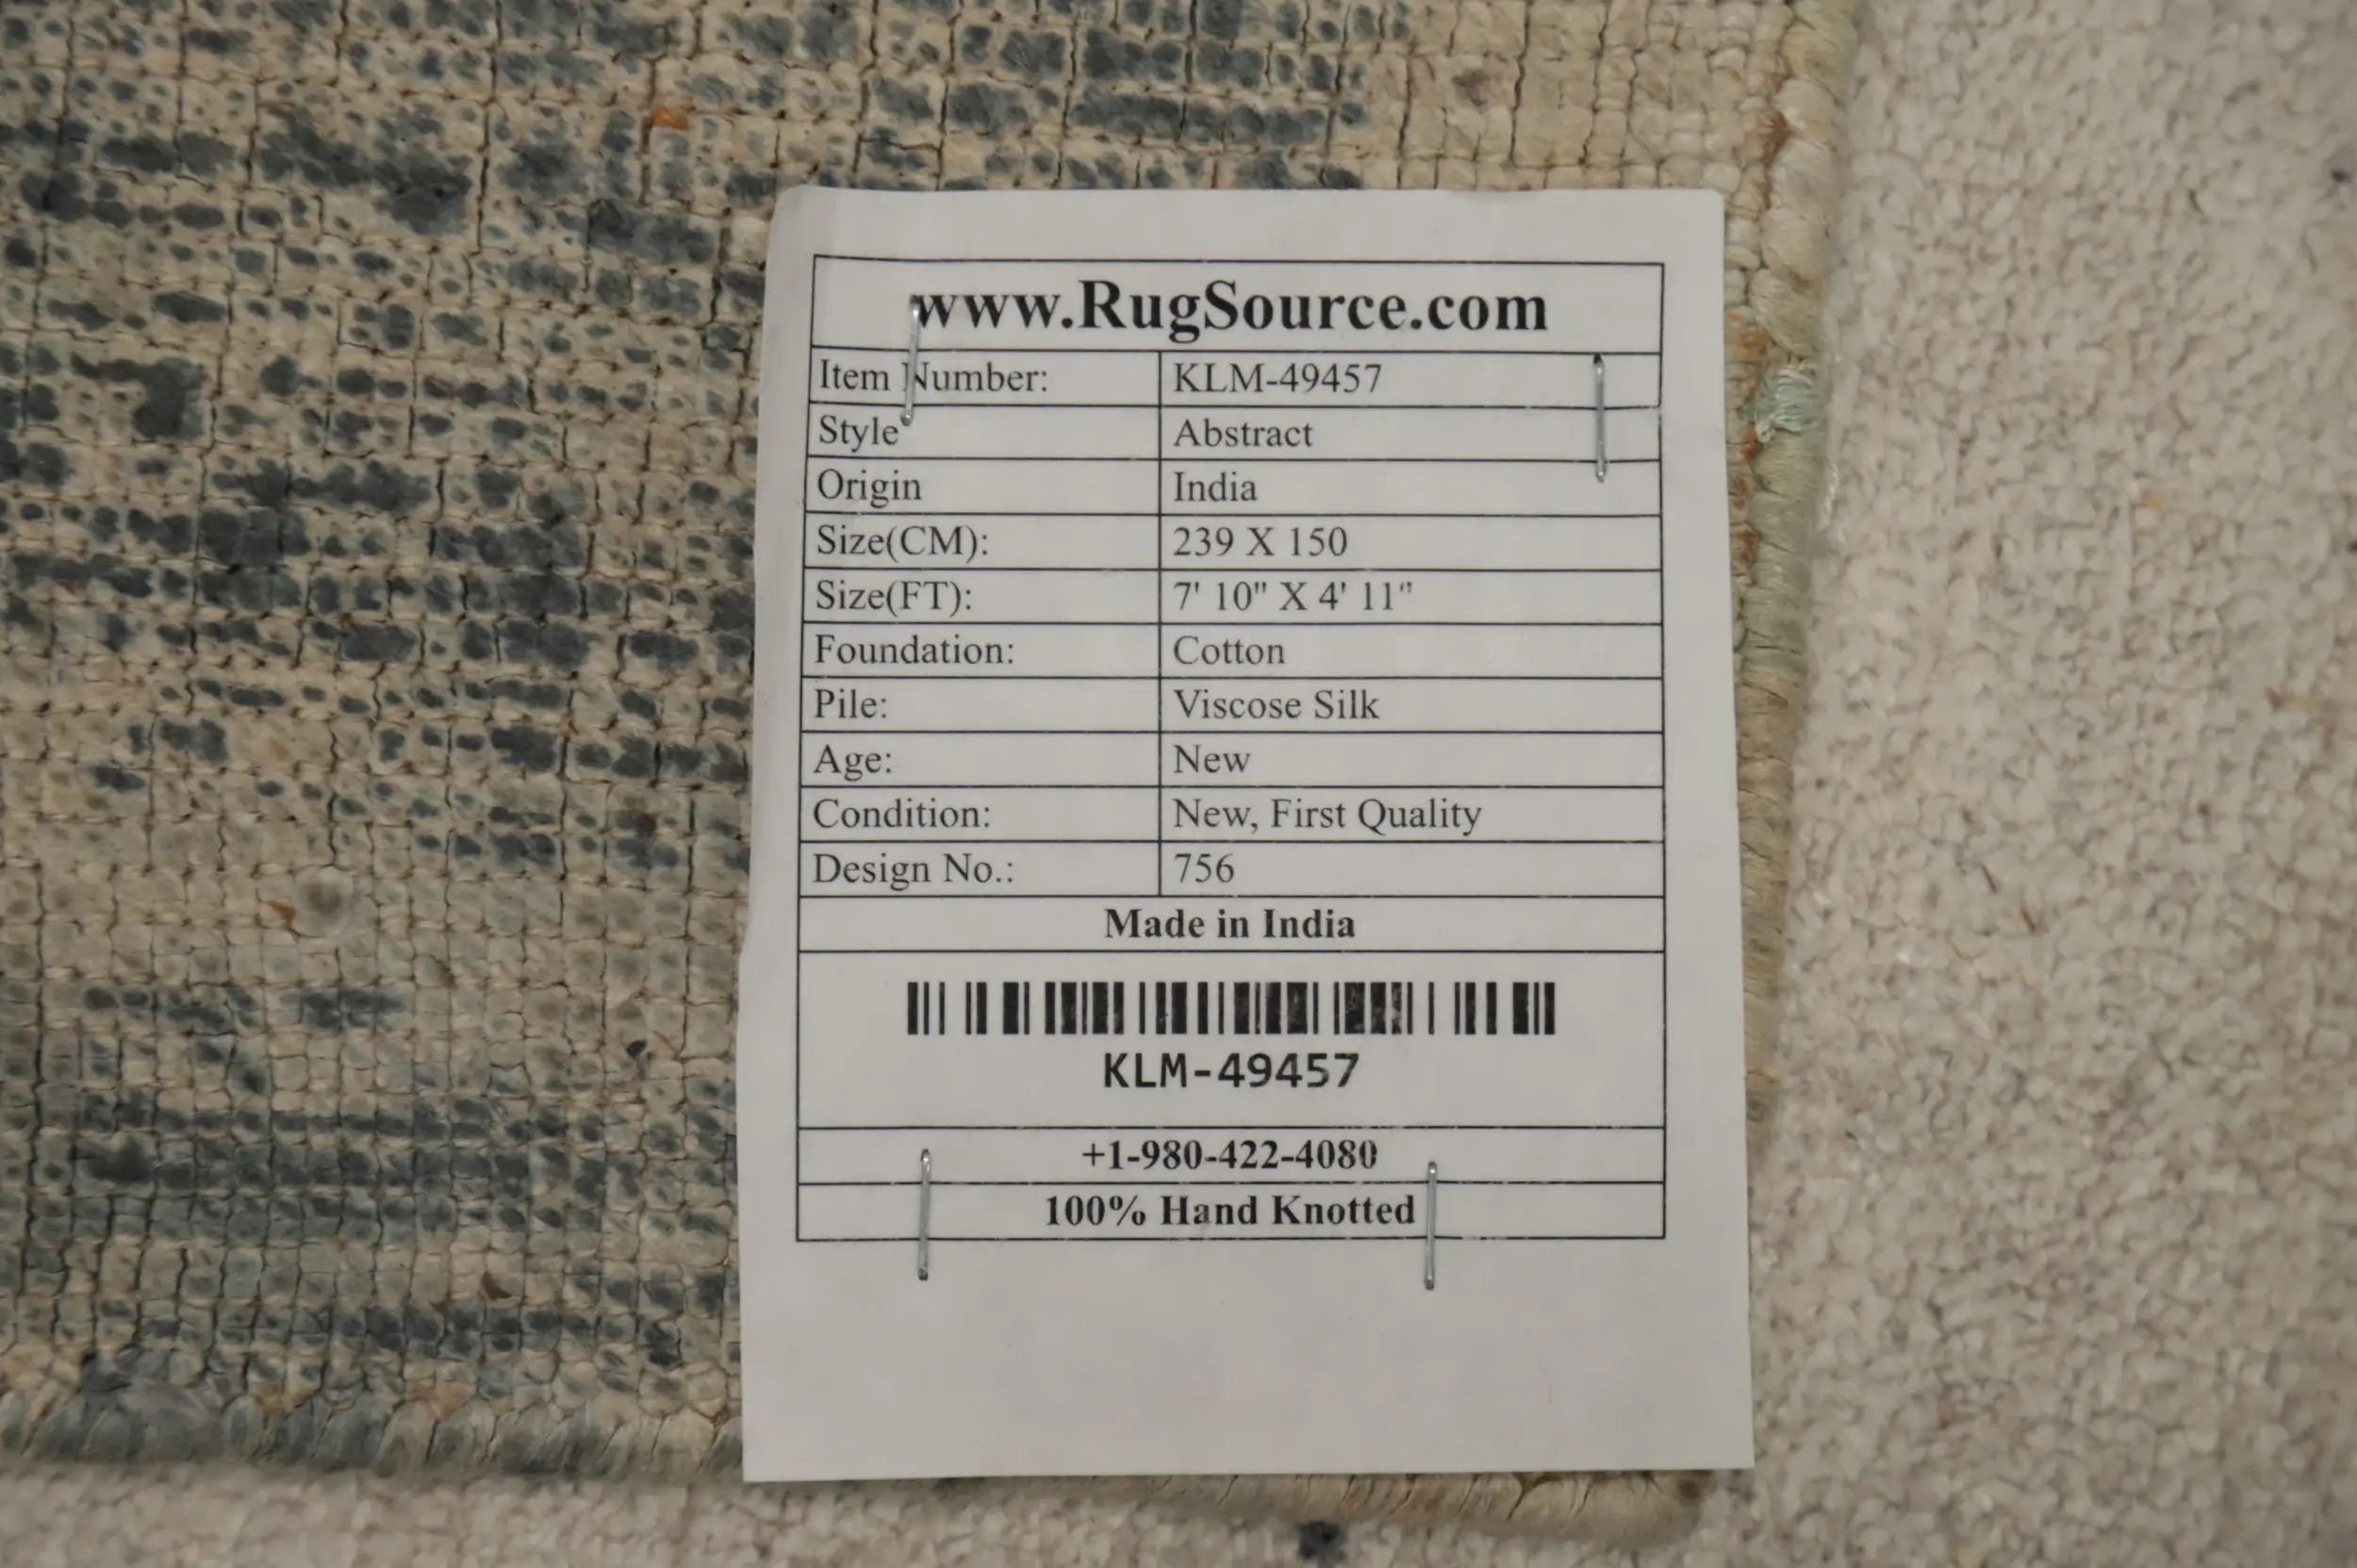 www.RugSource.com
Item Number: KLM-49457
Style Abstract
Origin India
Size(CM): 239 X 150
Size(FT): 7' 10" X 4' 11"
Foundation: Cotton
Pile: Viscose Silk
Age: New
Condition: New, First Quality
Design No.: 756
Made in India
KLM-49457
+1-980-422-4080
100% Hand Knotted